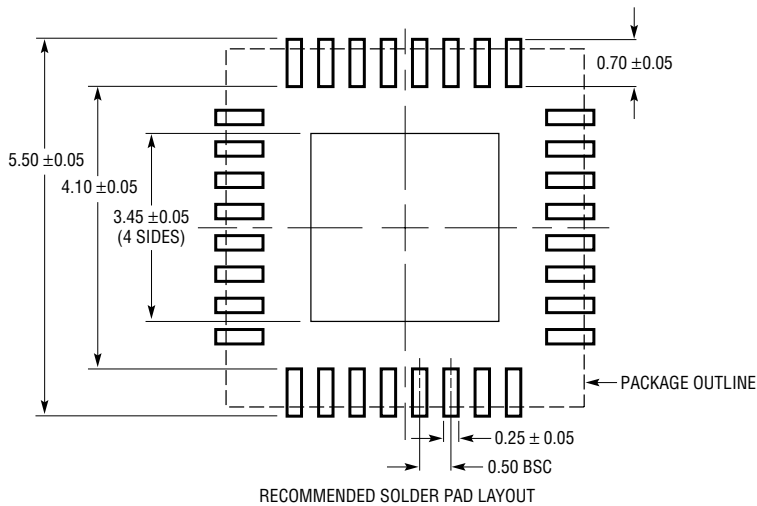 0.70 ±0.05
5.50 ±0.05
4.10 ±0.05
3.45 ±0.05
(4 SIDES)
PACKAGE OUTLINE
0.25 ± 0.05
0.50 BSC
RECOMMENDED SOLDER PAD LAYOUT